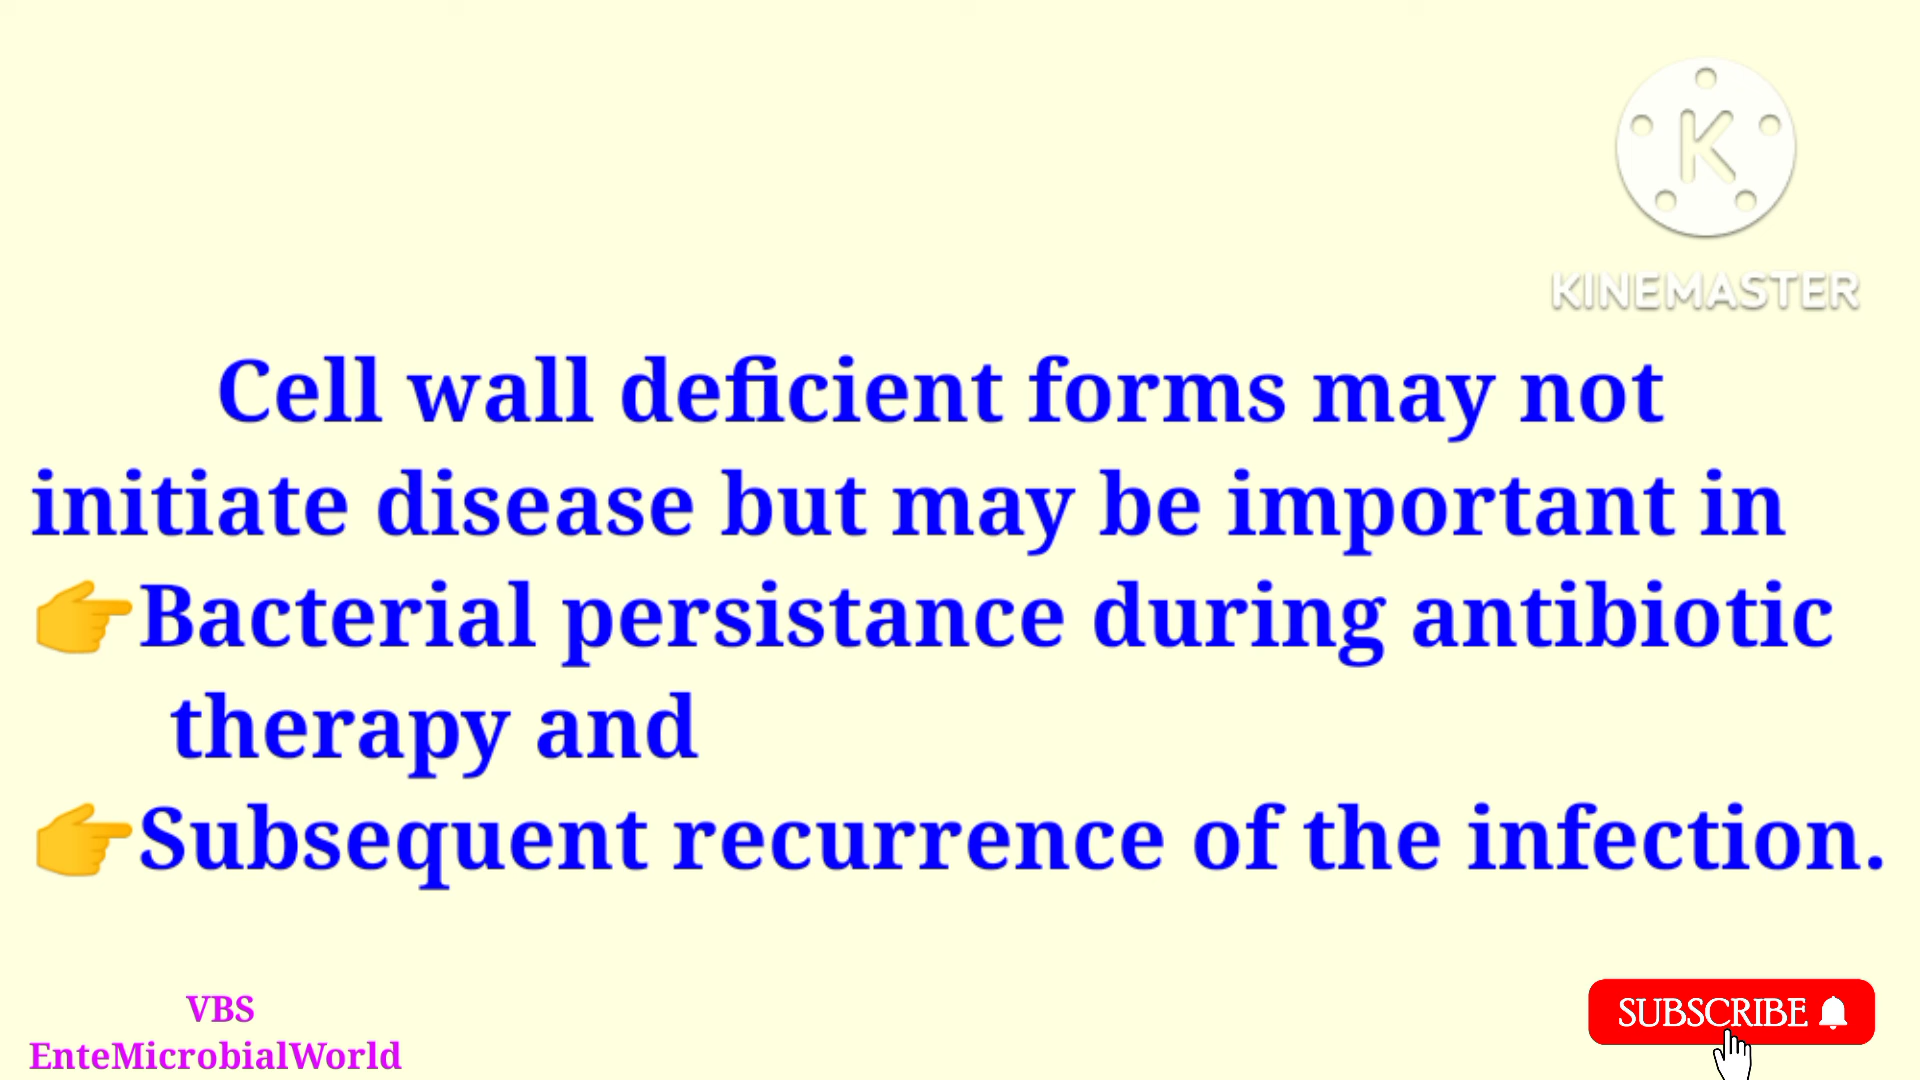 KINEMASTER
Cell wall deficient forms may not
initiate disease but may be important in
👉Bacterial persistance during antibiotic
therapy and
👉Subsequent recurrence of the infection.
VBS
EnteMicrobialWorld
SUBSCRIBE